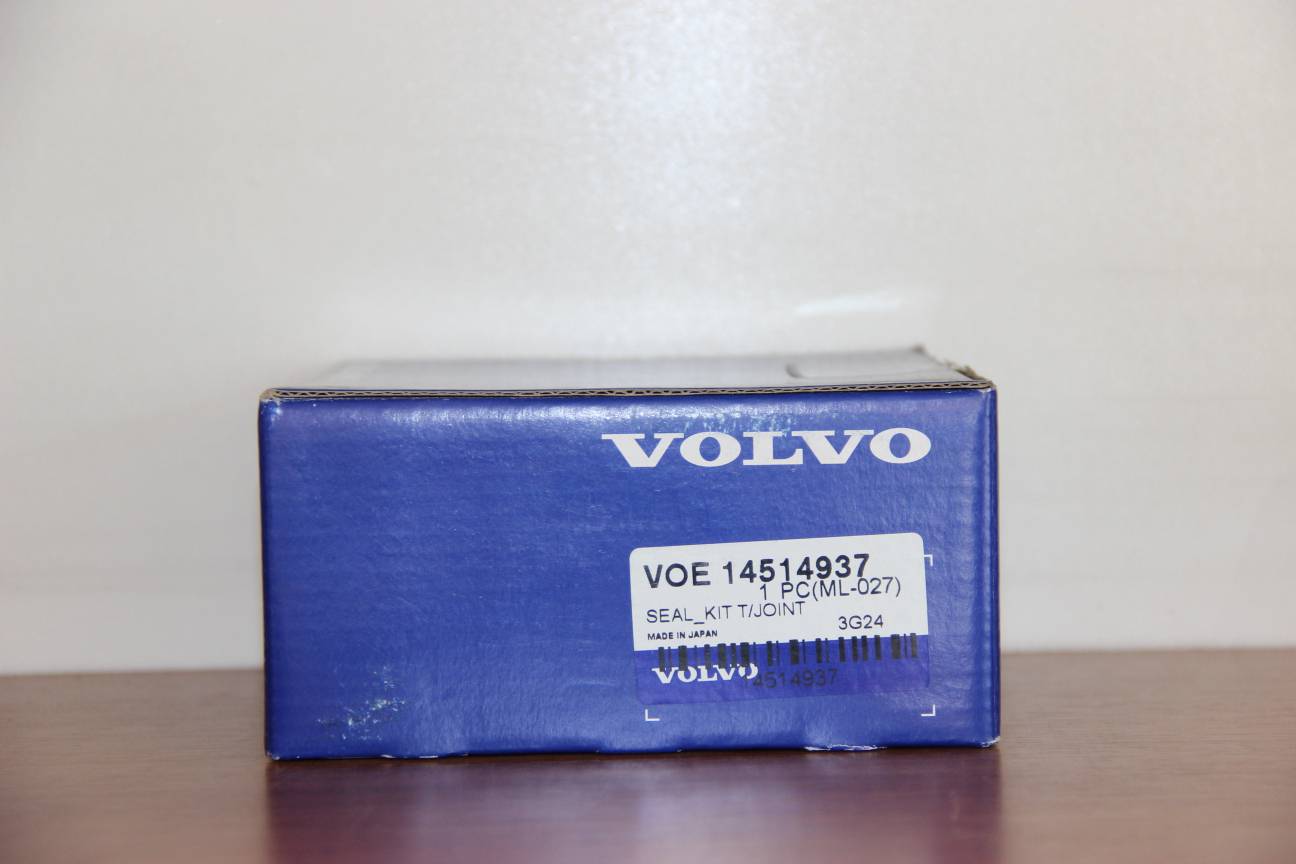 VOLVO
VOE 14514937
1 PC(ML-027)
SEAL_KIT T/JOINT
3G24
MADE IN JAPAN
VOLVO
14514937